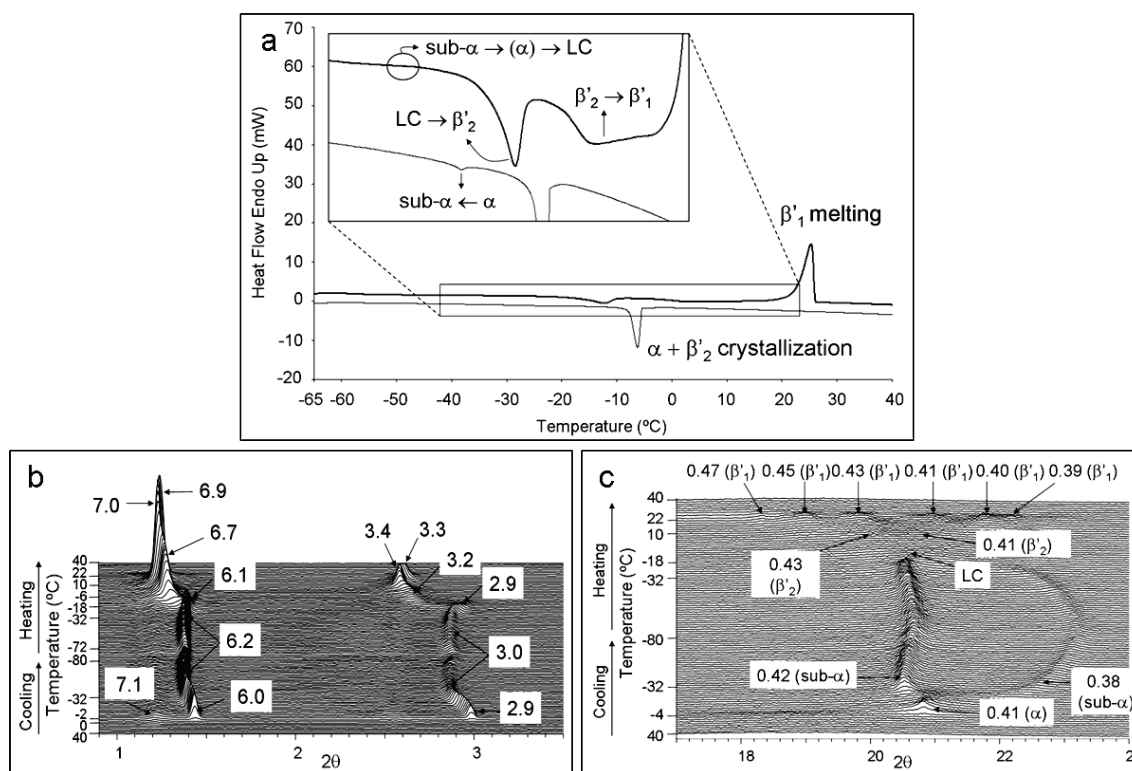 a
70
60
50
40
30
20
10
0
-10
-20
Heat Flow Endo Up (mW)
sub-α → (α) → LC
LC → β'2
β'2 → β'1
sub-α ← α
β'1 melting
α + β'2 crystallization
-65 -60 -50 -40 -30 -20 -10 0 10 20 30 40
Temperature (ºC)
b
7.0
6.9
6.7
6.1
6.2
7.1
6.0
3.4
3.3
3.2
2.9
3.0
2.9
Heating
Cooling
Temperature (ºC)
40
22
10
-6
-18
-32
-72
-80
-32
-2
0
40
1 2 3
2θ
c
0.47 (β'1)
0.45 (β'1)
0.43 (β'1)
0.41 (β'1)
0.40 (β'1)
0.39 (β'1)
0.43
(β'2)
0.41 (β'2)
LC
0.42 (sub-α)
0.38
(sub-α)
0.41 (α)
Heating
Cooling
Temperature (ºC)
40
22
10
-18
-32
-80
-32
-4
40
18 20 22 2
2θ